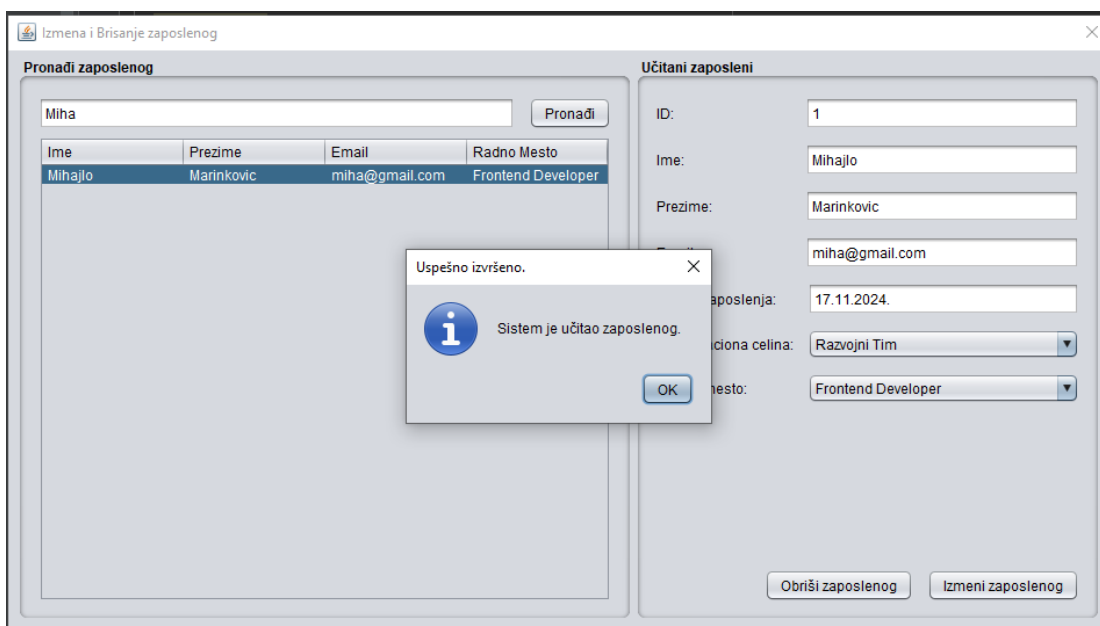 Izmena i Brisanje zaposlenog
Pronađi zaposlenog
Miha
Pronađi
Ime Prezime Email Radno Mesto
Mihajlo Marinkovic miha@gmail.com Frontend Developer
Učitani zaposleni
ID: 1
Ime: Mihajlo
Prezime: Marinkovic
miha@gmail.com
aposlenja: 17.11.2024.
ciona celina: Razvojni Tim
esto: Frontend Developer
Uspešno izvršeno.
Sistem je učitao zaposlenog.
OK
Obriši zaposlenog Izmeni zaposlenog